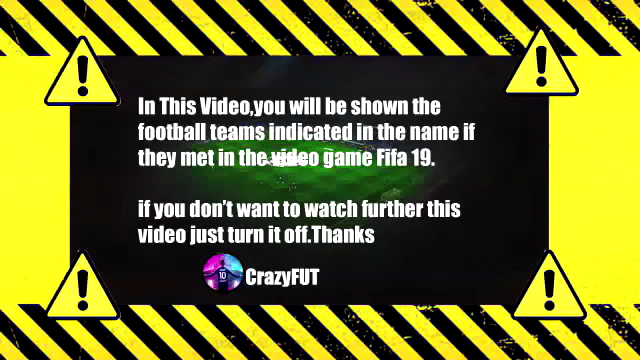 In This Video,you will be shown the
football teams indicated in the name if
they met in the video game Fifa 19.
if you don't want to watch further this
video just turn it off.Thanks
10
CrazyFUT